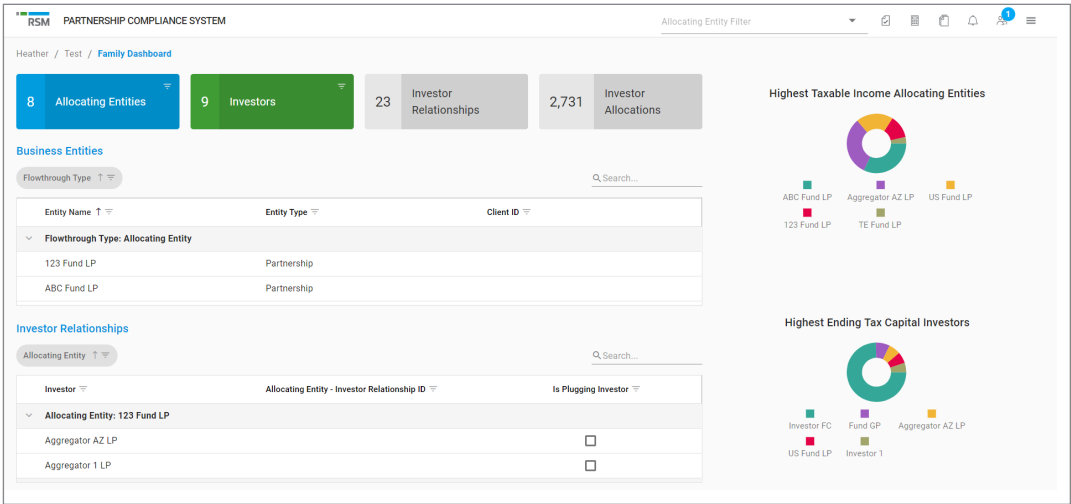 RSM PARTNERSHIP COMPLIANCE SYSTEM
Allocating Entity Filter
1
Heather / Test / Family Dashboard
8 Allocating Entities
9 Investors
23 Investor Relationships
2,731 Investor Allocations
Business Entities
Flowthrough Type
Search...
Entity Name Entity Type Client ID
Flowthrough Type: Allocating Entity
123 Fund LP Partnership
ABC Fund LP Partnership
Investor Relationships
Allocating Entity
Search...
Investor Allocating Entity - Investor Relationship ID Is Plugging Investor
Allocating Entity: 123 Fund LP
Aggregator AZ LP
Aggregator 1 LP
Highest Taxable Income Allocating Entities
ABC Fund LP Aggregator AZ LP US Fund LP
123 Fund LP TE Fund LP
Highest Ending Tax Capital Investors
Investor FC Fund GP Aggregator AZ LP
US Fund LP Investor 1